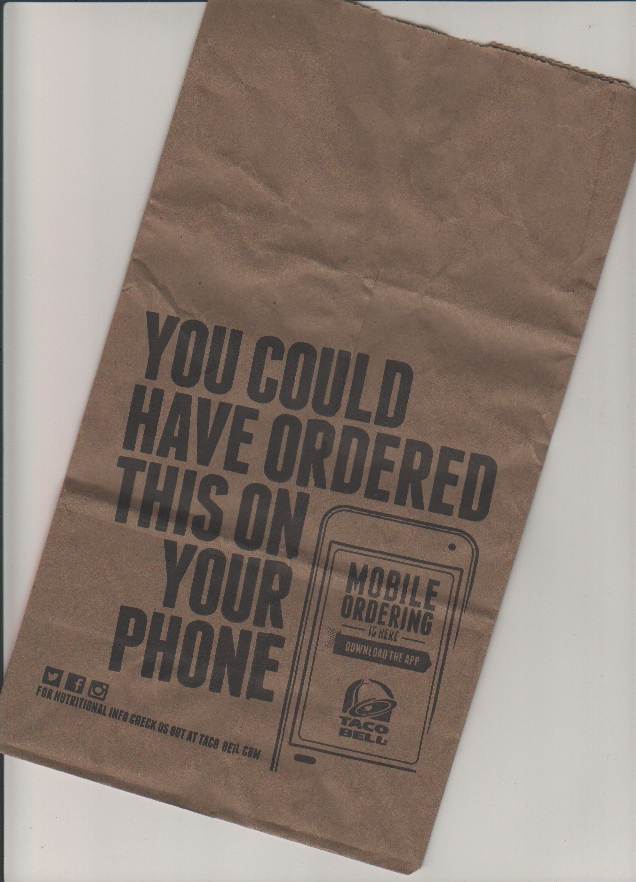 YOU COULD
HAVE ORDERED
THIS ON
YOUR
PHONE
MOBILE
ORDERING
IS HERE
DOWNLOAD THE APP
TACO
BELL
FOR NUTRITIONAL INFO CHECK US OUT AT TACO BELL.COM